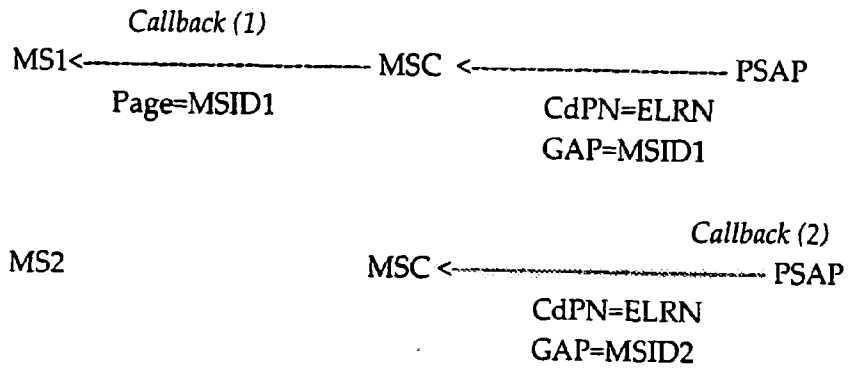 Callback (1)
MS1<-------------------- MSC <-------------------- PSAP
Page=MSID1
CdPN=ELRN
GAP=MSID1
Callback (2)
MS2 MSC <-------------------- PSAP
CdPN=ELRN
GAP=MSID2